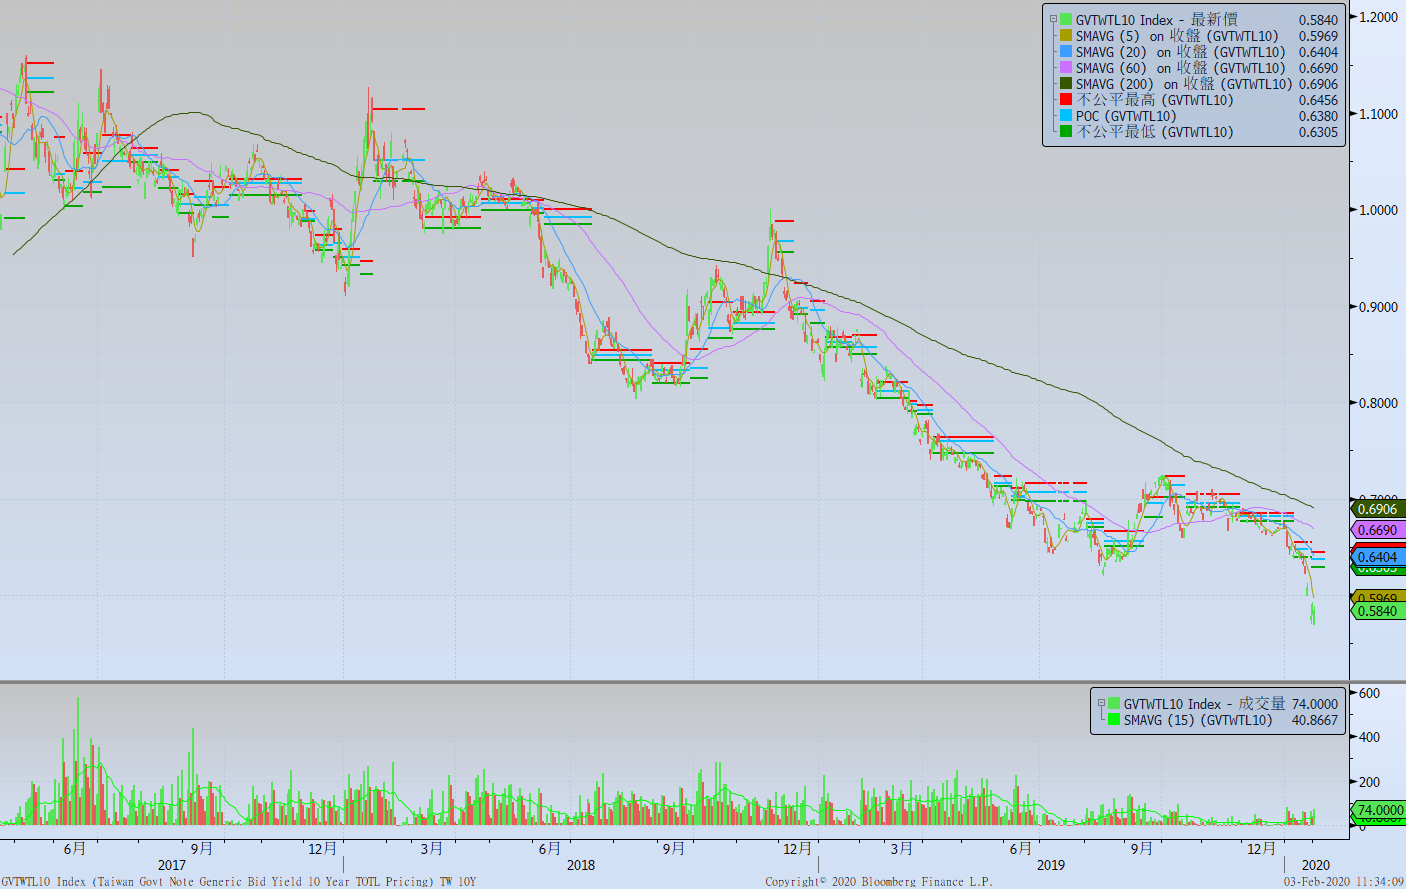 GVTWTL10 Index - 最新價 0.5840
SMAVG (5) on 收盤 (GVTWTL10) 0.5969
SMAVG (20) on 收盤 (GVTWTL10) 0.6404
SMAVG (60) on 收盤 (GVTWTL10) 0.6690
SMAVG (200) on 收盤 (GVTWTL10) 0.6906
不公平最高 (GVTWTL10) 0.6456
POC (GVTWTL10) 0.6380
不公平最低 (GVTWTL10) 0.6305
1.2000
1.1000
1.0000
0.9000
0.8000
0.7000
0.6906
0.6690
0.6404
0.6305
0.5969
0.5840
GVTWTL10 Index - 成交量 74.0000
SMAVG (15) (GVTWTL10) 40.8667
600
400
200
74.0000
40.8667
0
6月 9月 12月 3月 6月 9月 12月 3月 6月 9月 12月
2017 2018 2019 2020
GVTWTL10 Index (Taiwan Govt Note Generic Bid Yield 10 Year TOTL Pricing) TW 10Y Copyright© 2020 Bloomberg Finance L.P. 03-Feb-2020 11:34:09